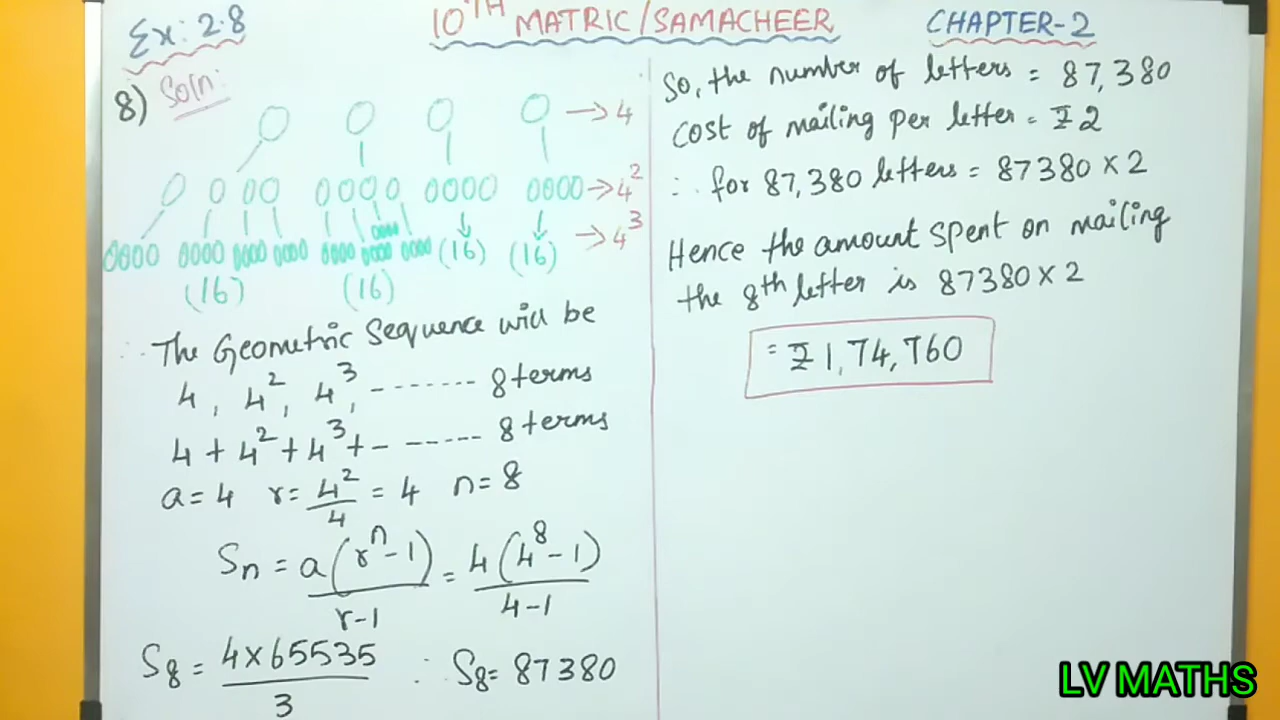 Ex: 2.8
10TH MATRIC/SAMACHEER
CHAPTER-2
8) Soln:
→ 4
→ 4²
→ 4³
(16) (16) (16) (16)
∴ The Geometric Sequence will be
4, 4², 4³, -------- 8 terms
4 + 4² + 4³ + - ------ 8 terms
a = 4 r = 4²/4 = 4 n = 8
Sn = a(rⁿ - 1)/r-1 = 4(4⁸ - 1)/4-1
S8 = 4×65535/3 ∴ S8 = 87380
So, the number of letters = 87,380
Cost of mailing per letter = ₹2
∴ for 87,380 letters = 87380 × 2
Hence the amount spent on mailing
the 8th letter is 87380 × 2
= ₹ 1,74,760
LV MATHS